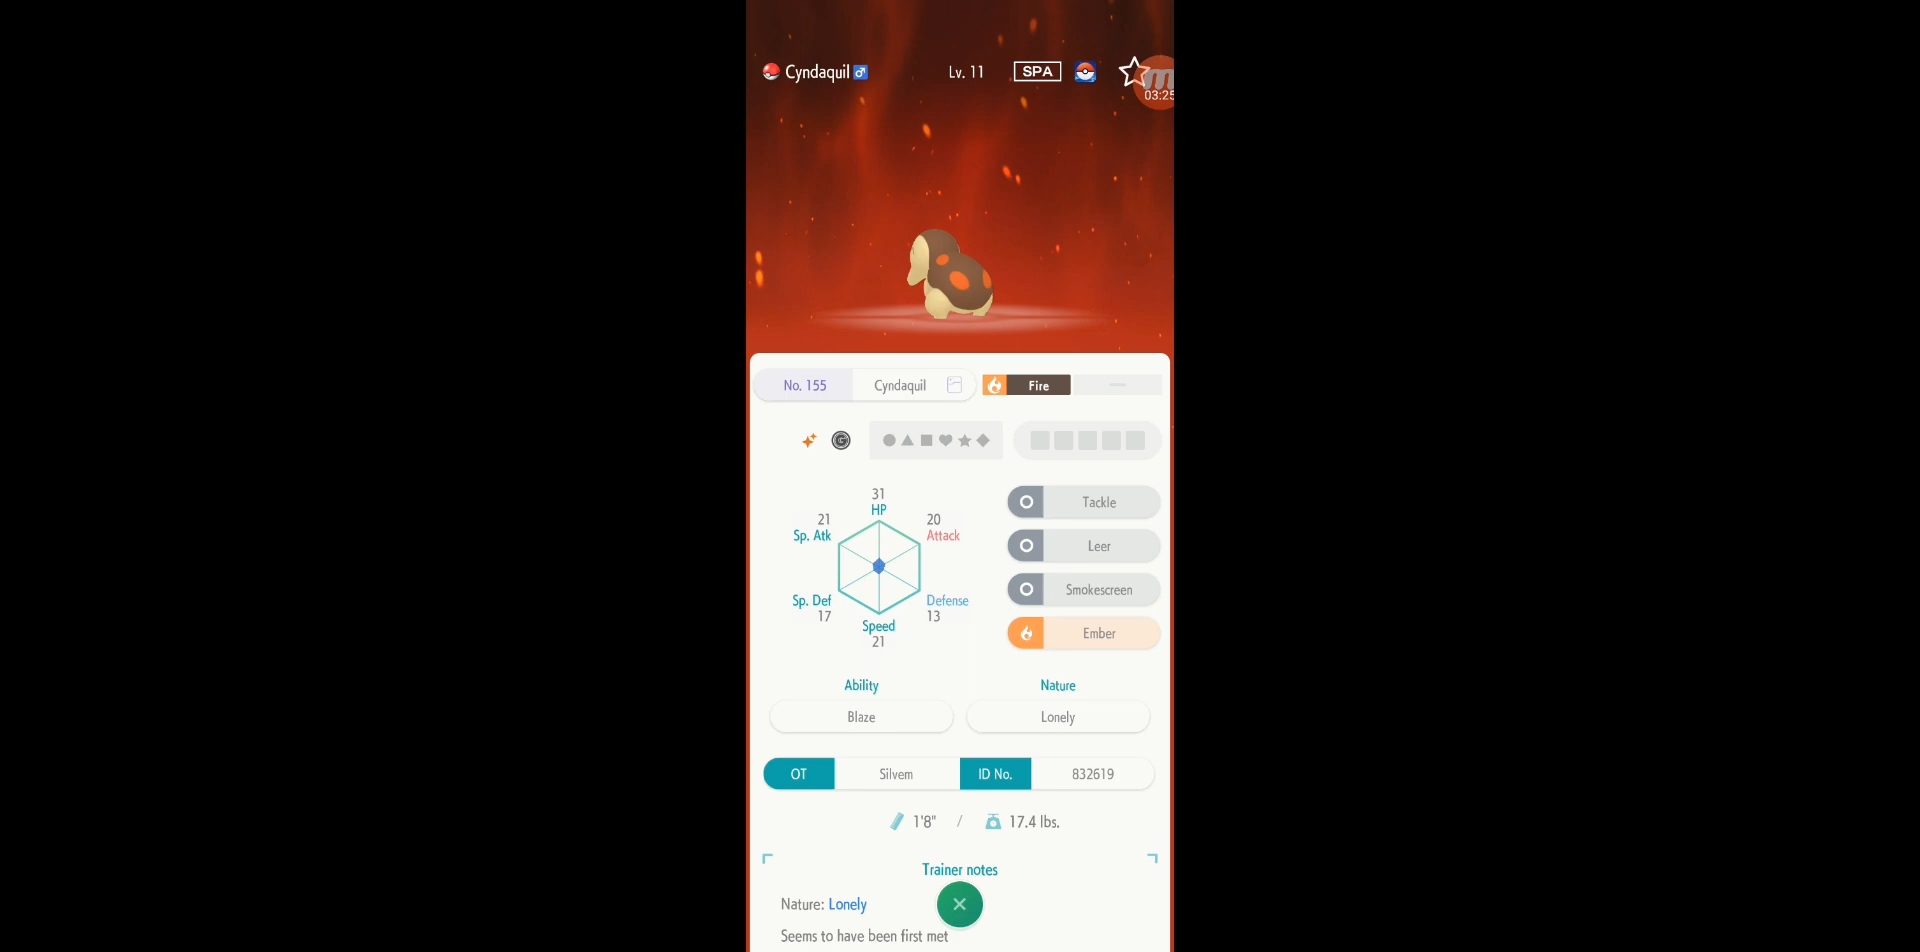 Cyndaquil Lv. 11 SPA
03:25
No. 155 Cyndaquil Fire
31
HP
21
Sp. Atk
20
Attack
Sp. Def
17
Defense
13
Speed
21
Tackle
Leer
Smokescreen
Ember
Ability
Blaze
Nature
Lonely
OT Silvem ID No. 832619
1'8" / 17.4 lbs.
Trainer notes
Nature: Lonely
Seems to have been first met